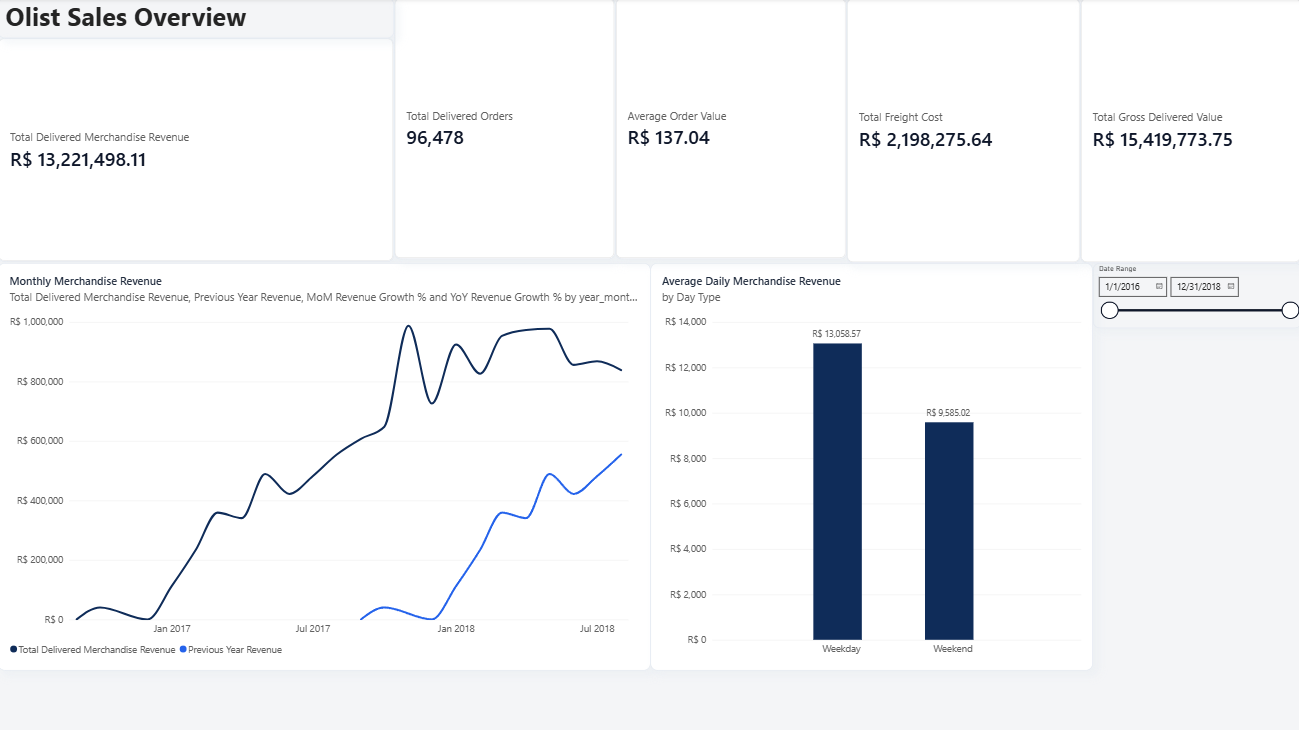 Olist Sales Overview
Total Delivered Merchandise Revenue
R$ 13,221,498.11
Total Delivered Orders
96,478
Average Order Value
R$ 137.04
Total Freight Cost
R$ 2,198,275.64
Total Gross Delivered Value
R$ 15,419,773.75
Monthly Merchandise Revenue
Total Delivered Merchandise Revenue, Previous Year Revenue, MoM Revenue Growth % and YoY Revenue Growth % by year_mont...
R$ 1,000,000
R$ 800,000
R$ 600,000
R$ 400,000
R$ 200,000
R$ 0
Jan 2017
Jul 2017
Jan 2018
Jul 2018
Total Delivered Merchandise Revenue
Previous Year Revenue
Average Daily Merchandise Revenue
by Day Type
R$ 14,000
R$ 12,000
R$ 10,000
R$ 8,000
R$ 6,000
R$ 4,000
R$ 2,000
R$ 0
R$ 13,058.57
R$ 9,585.02
Weekday
Weekend
Date Range
1/1/2016
12/31/2018